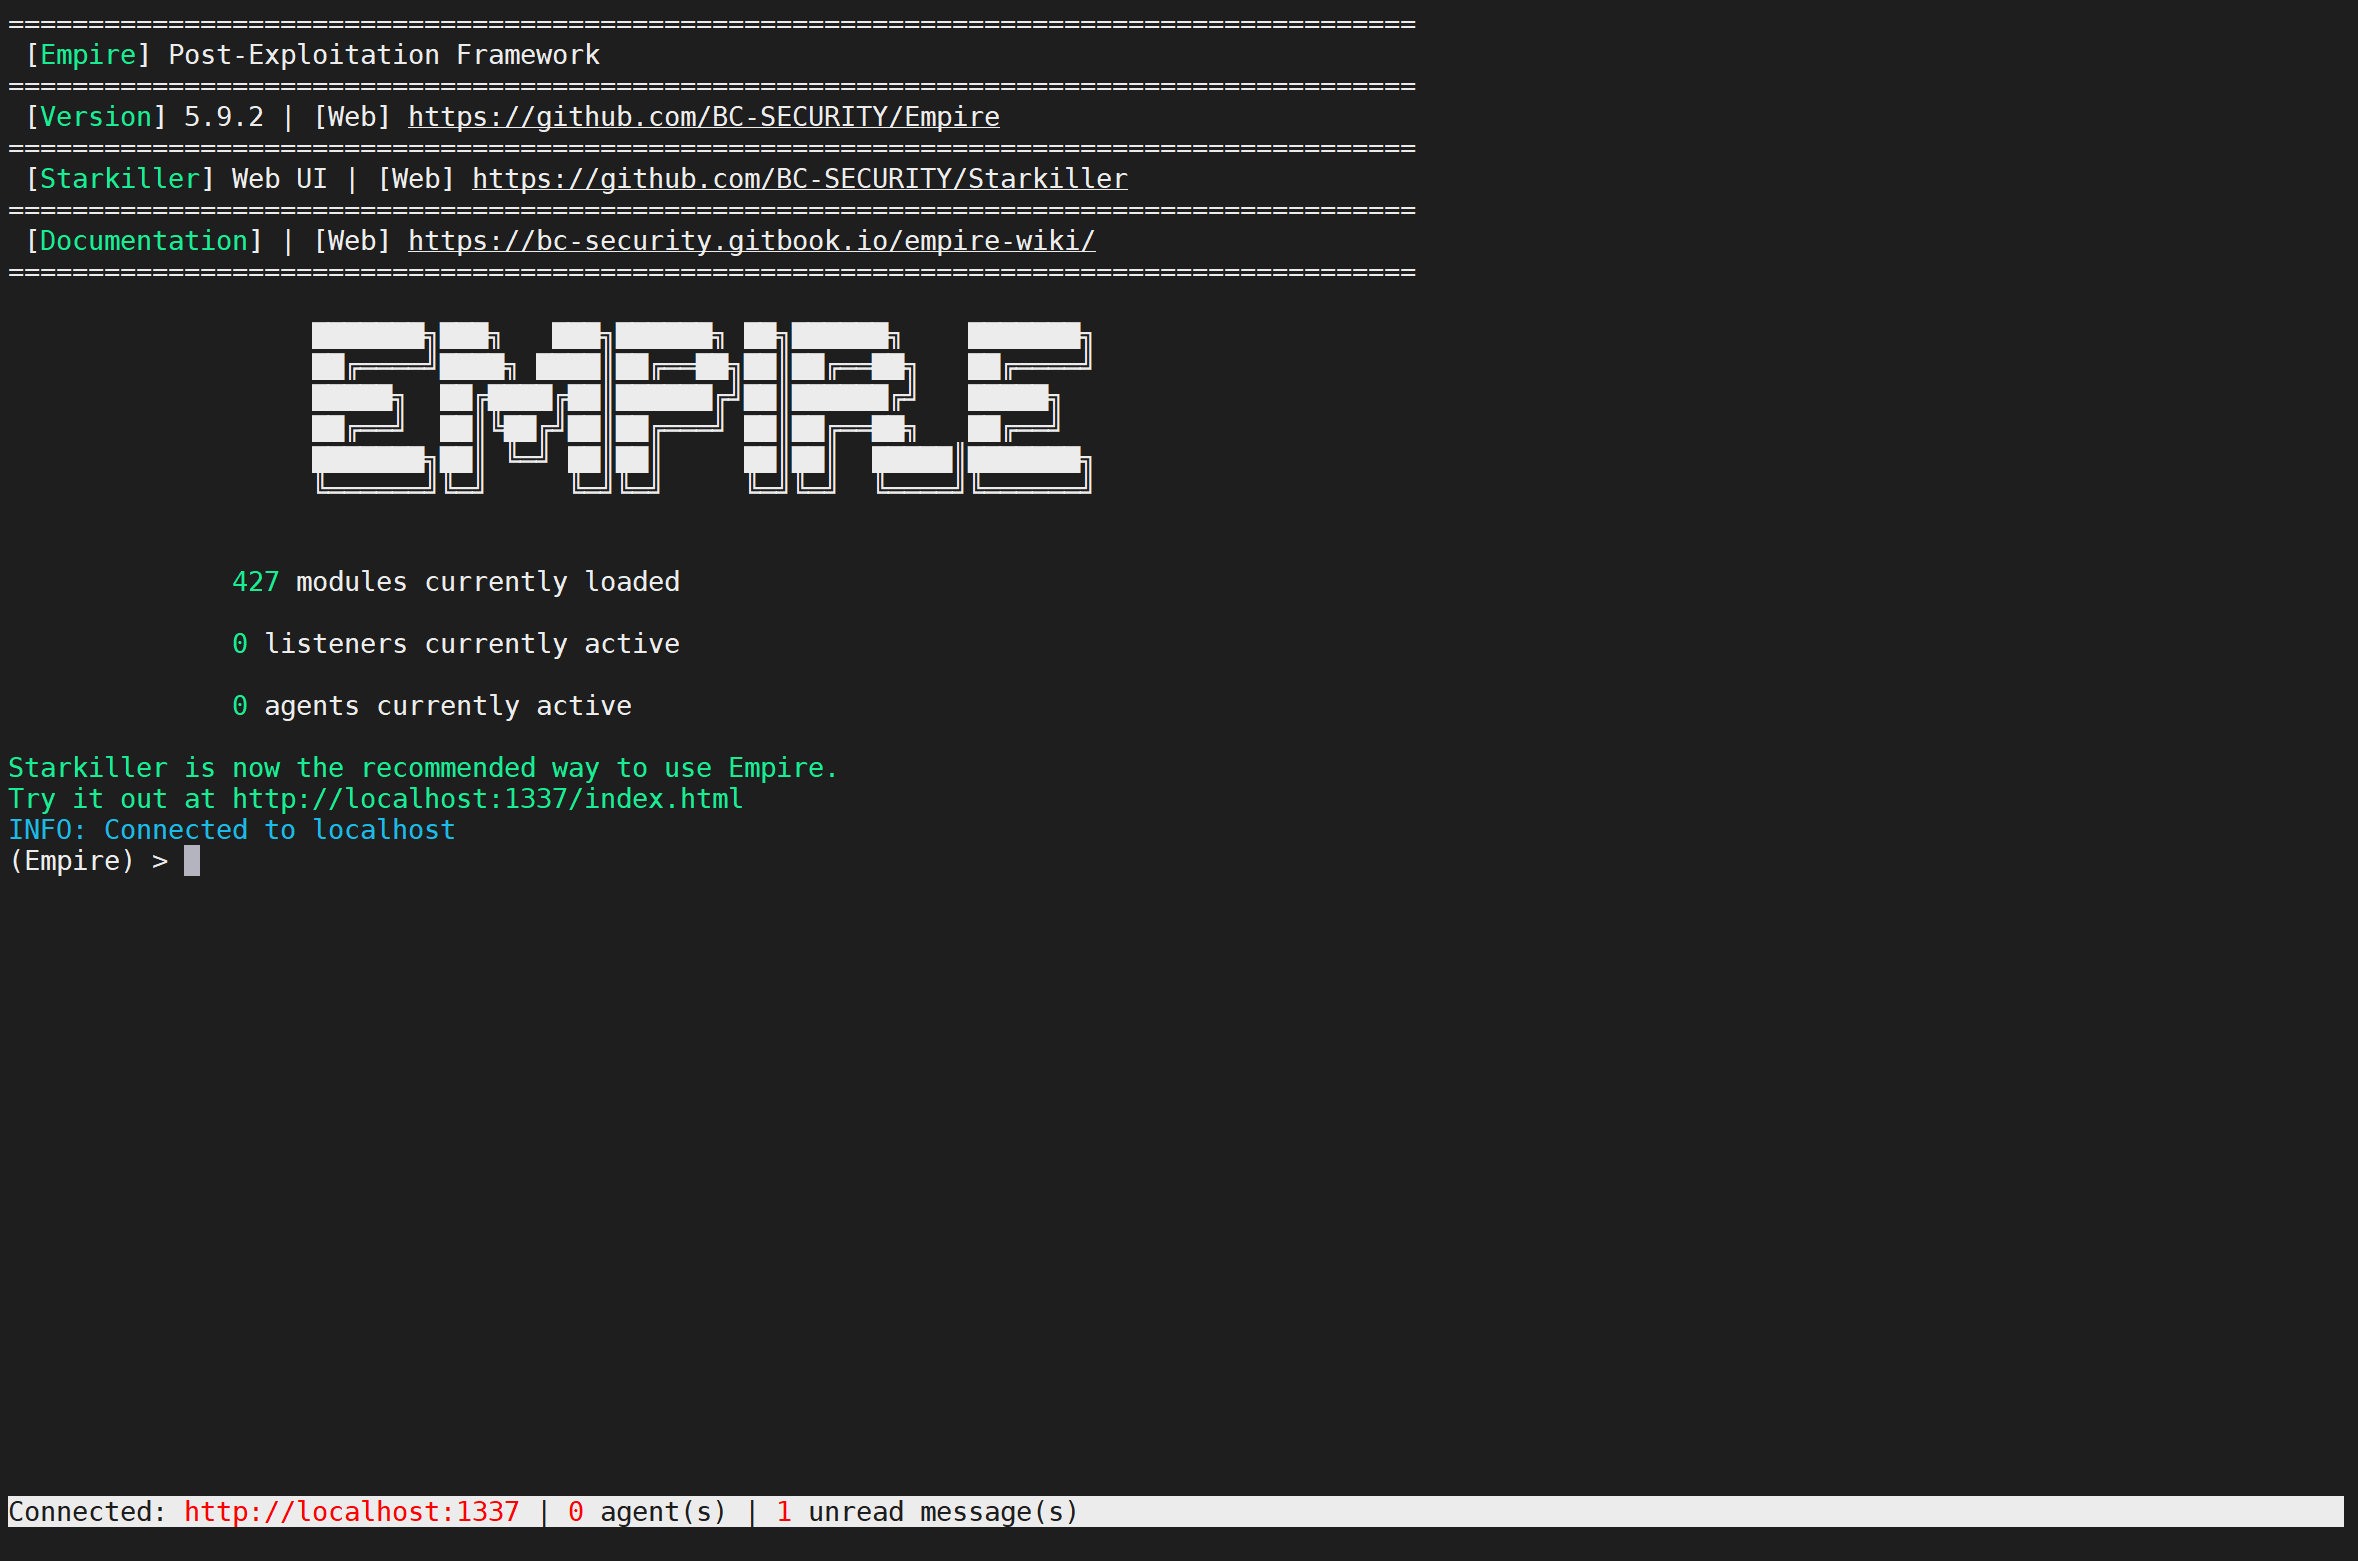 ========================================================================================
[Empire] Post-Exploitation Framework
========================================================================================
[Version] 5.9.2 | [Web] https://github.com/BC-SECURITY/Empire
========================================================================================
[Starkiller] Web UI | [Web] https://github.com/BC-SECURITY/Starkiller
========================================================================================
[Documentation] | [Web] https://bc-security.gitbook.io/empire-wiki/
========================================================================================
EMPIRE
427 modules currently loaded
0 listeners currently active
0 agents currently active
Starkiller is now the recommended way to use Empire.
Try it out at http://localhost:1337/index.html
INFO: Connected to localhost
(Empire) >
Connected: http://localhost:1337 | 0 agent(s) | 1 unread message(s)